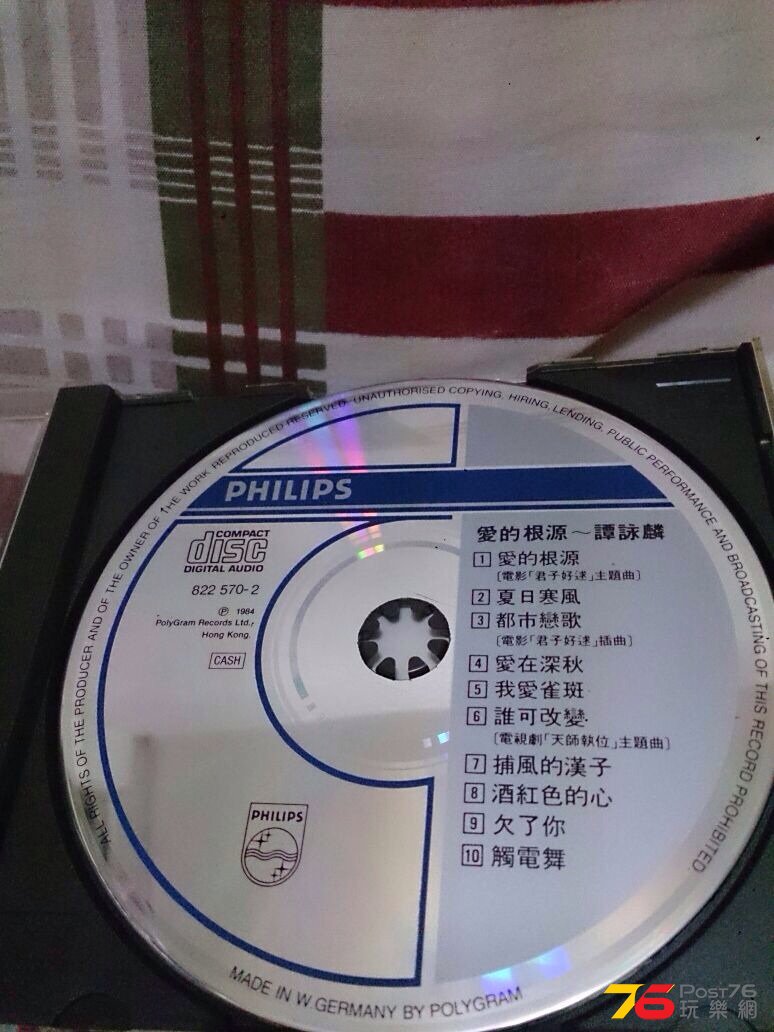 ALL RIGHTS OF THE PRODUCER AND OF THE OWNER OF THE WORK REPRODUCED RESERVED. UNAUTHORISED COPYING, HIRING, LENDING, PUBLIC PERFORMANCE AND BROADCASTING OF THIS RECORD PROHIBITED.
PHILIPS
COMPACT
disc
DIGITAL AUDIO
822 570-2
℗ 1984
PolyGram Records Ltd.,
Hong Kong.
CASH
愛的根源~譚詠麟
1 愛的根源
〔電影「君子好逑」主題曲〕
2 夏日寒風
3 都市戀歌
〔電影「君子好逑」插曲〕
4 愛在深秋
5 我愛雀斑
6 誰可改變
〔電視劇「天師執位」主題曲〕
7 捕風的漢子
8 酒紅色的心
9 欠了你
10 觸電舞
PHILIPS
MADE IN W. GERMANY BY POLYGRAM
76 Post76
玩樂網